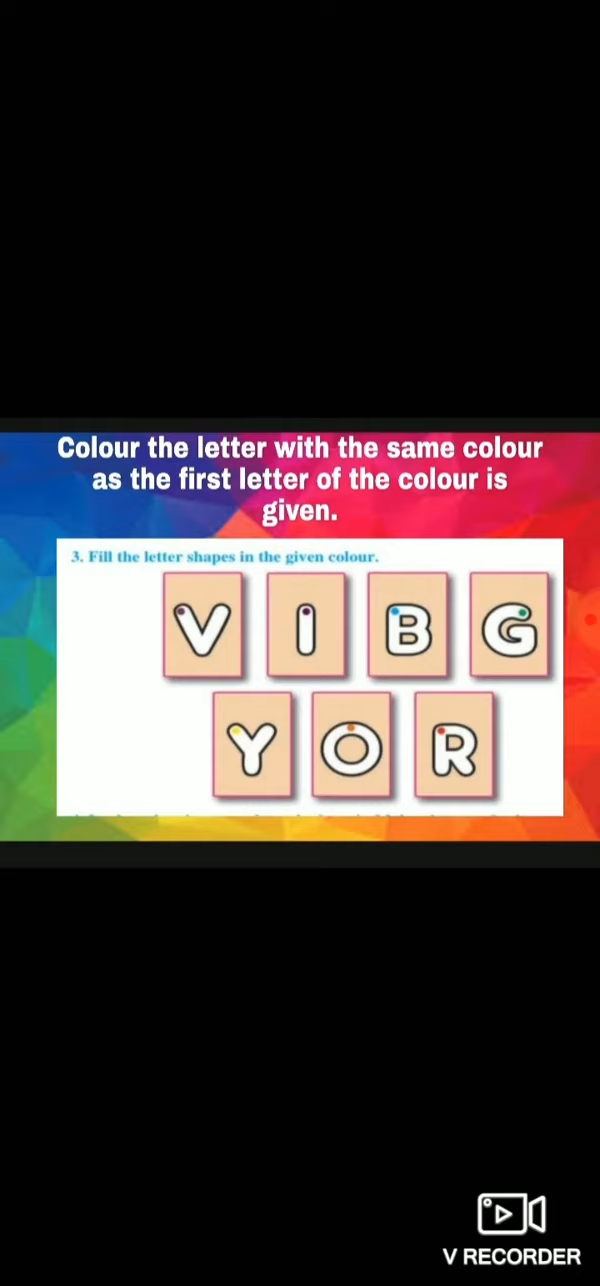 Colour the letter with the same colour
as the first letter of the colour is
given.
3. Fill the letter shapes in the given colour.
V I B G
Y O R
V RECORDER